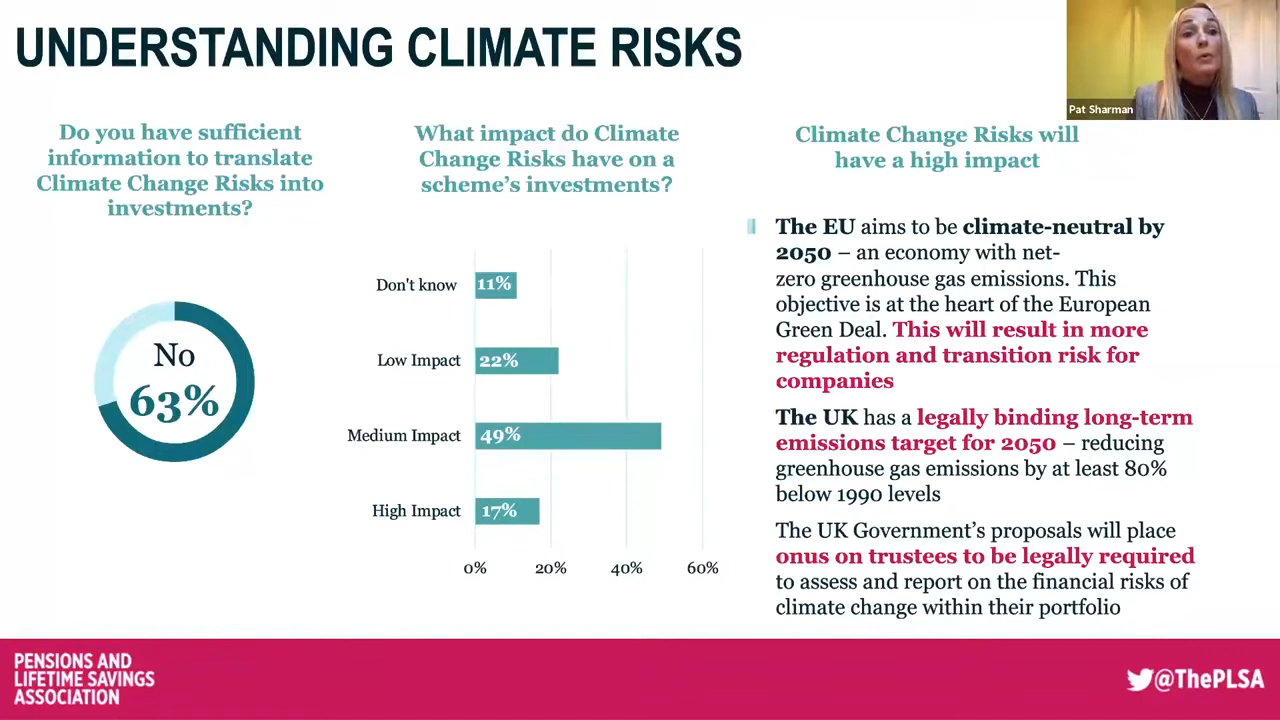 UNDERSTANDING CLIMATE RISKS
Pat Sharman
Do you have sufficient
information to translate
Climate Change Risks into
investments?
No
63%
What impact do Climate
Change Risks have on a
scheme's investments?
Don't know
11%
Low Impact
22%
Medium Impact
49%
High Impact
17%
0%
20%
40%
60%
Climate Change Risks will
have a high impact
The EU aims to be climate-neutral by
2050 – an economy with net-
zero greenhouse gas emissions. This
objective is at the heart of the European
Green Deal. This will result in more
regulation and transition risk for
companies
The UK has a legally binding long-term
emissions target for 2050 – reducing
greenhouse gas emissions by at least 80%
below 1990 levels
The UK Government's proposals will place
onus on trustees to be legally required
to assess and report on the financial risks of
climate change within their portfolio
PENSIONS AND
LIFETIME SAVINGS
ASSOCIATION
@ThePLSA